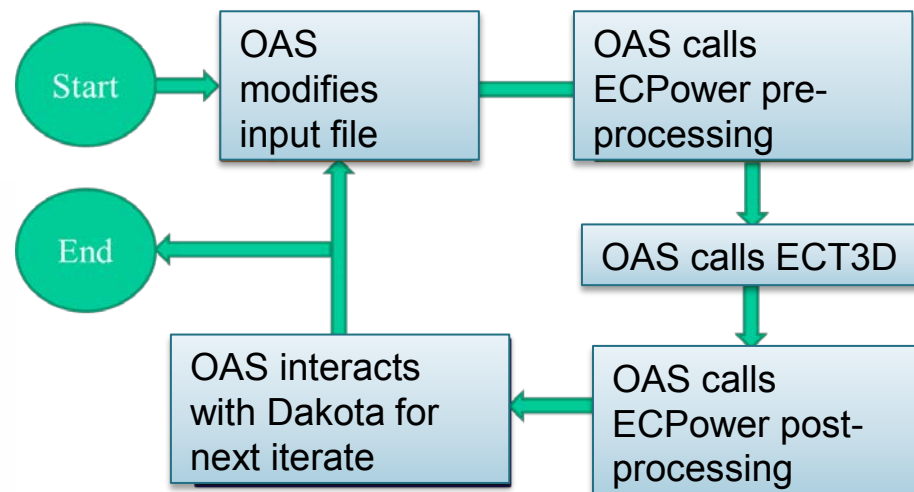 Start
OAS
modifies
input file
OAS calls
ECPower pre-
processing
OAS calls ECT3D
OAS calls
ECPower post-
processing
OAS interacts
with Dakota for
next iterate
End